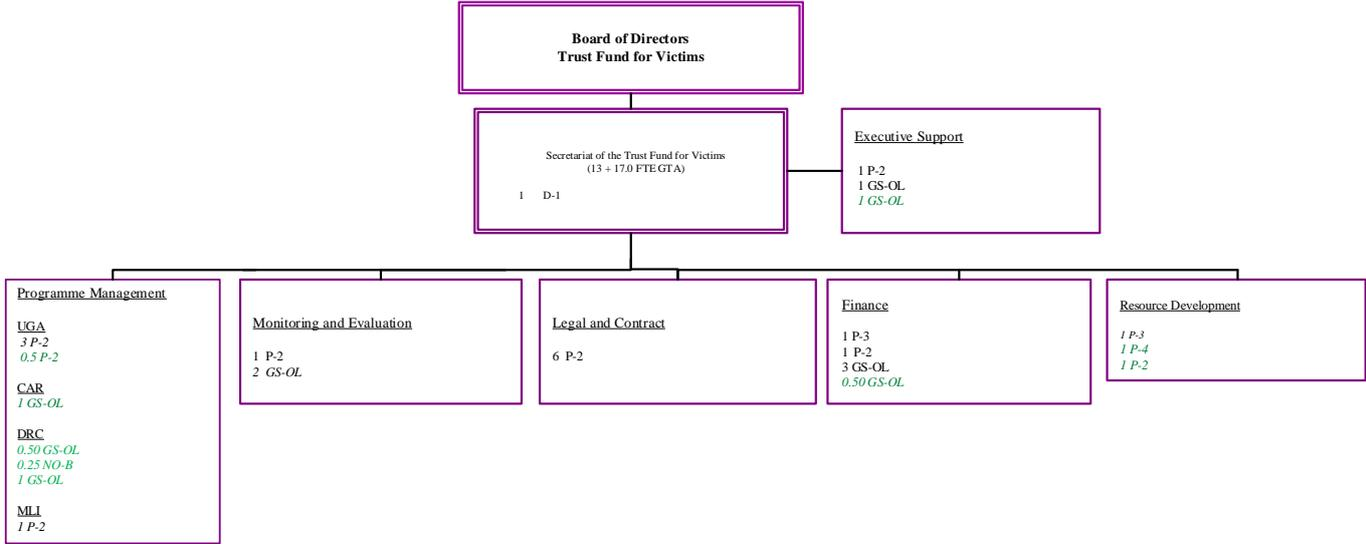 Board of Directors
Trust Fund for Victims
Secretariat of the Trust Fund for Victims
(13 + 17.0 FTE GTA)
1 D-1
Executive Support
1 P-2
1 GS-OL
1 GS-OL
Programme Management
UGA
3 P-2
0.5 P-2
CAR
1 GS-OL
DRC
0.50 GS-OL
0.25 NO-B
1 GS-OL
MLI
1 P-2
Monitoring and Evaluation
1 P-2
2 GS-OL
Legal and Contract
6 P-2
Finance
1 P-3
1 P-2
3 GS-OL
0.50 GS-OL
Resource Development
1 P-3
1 P-4
1 P-2